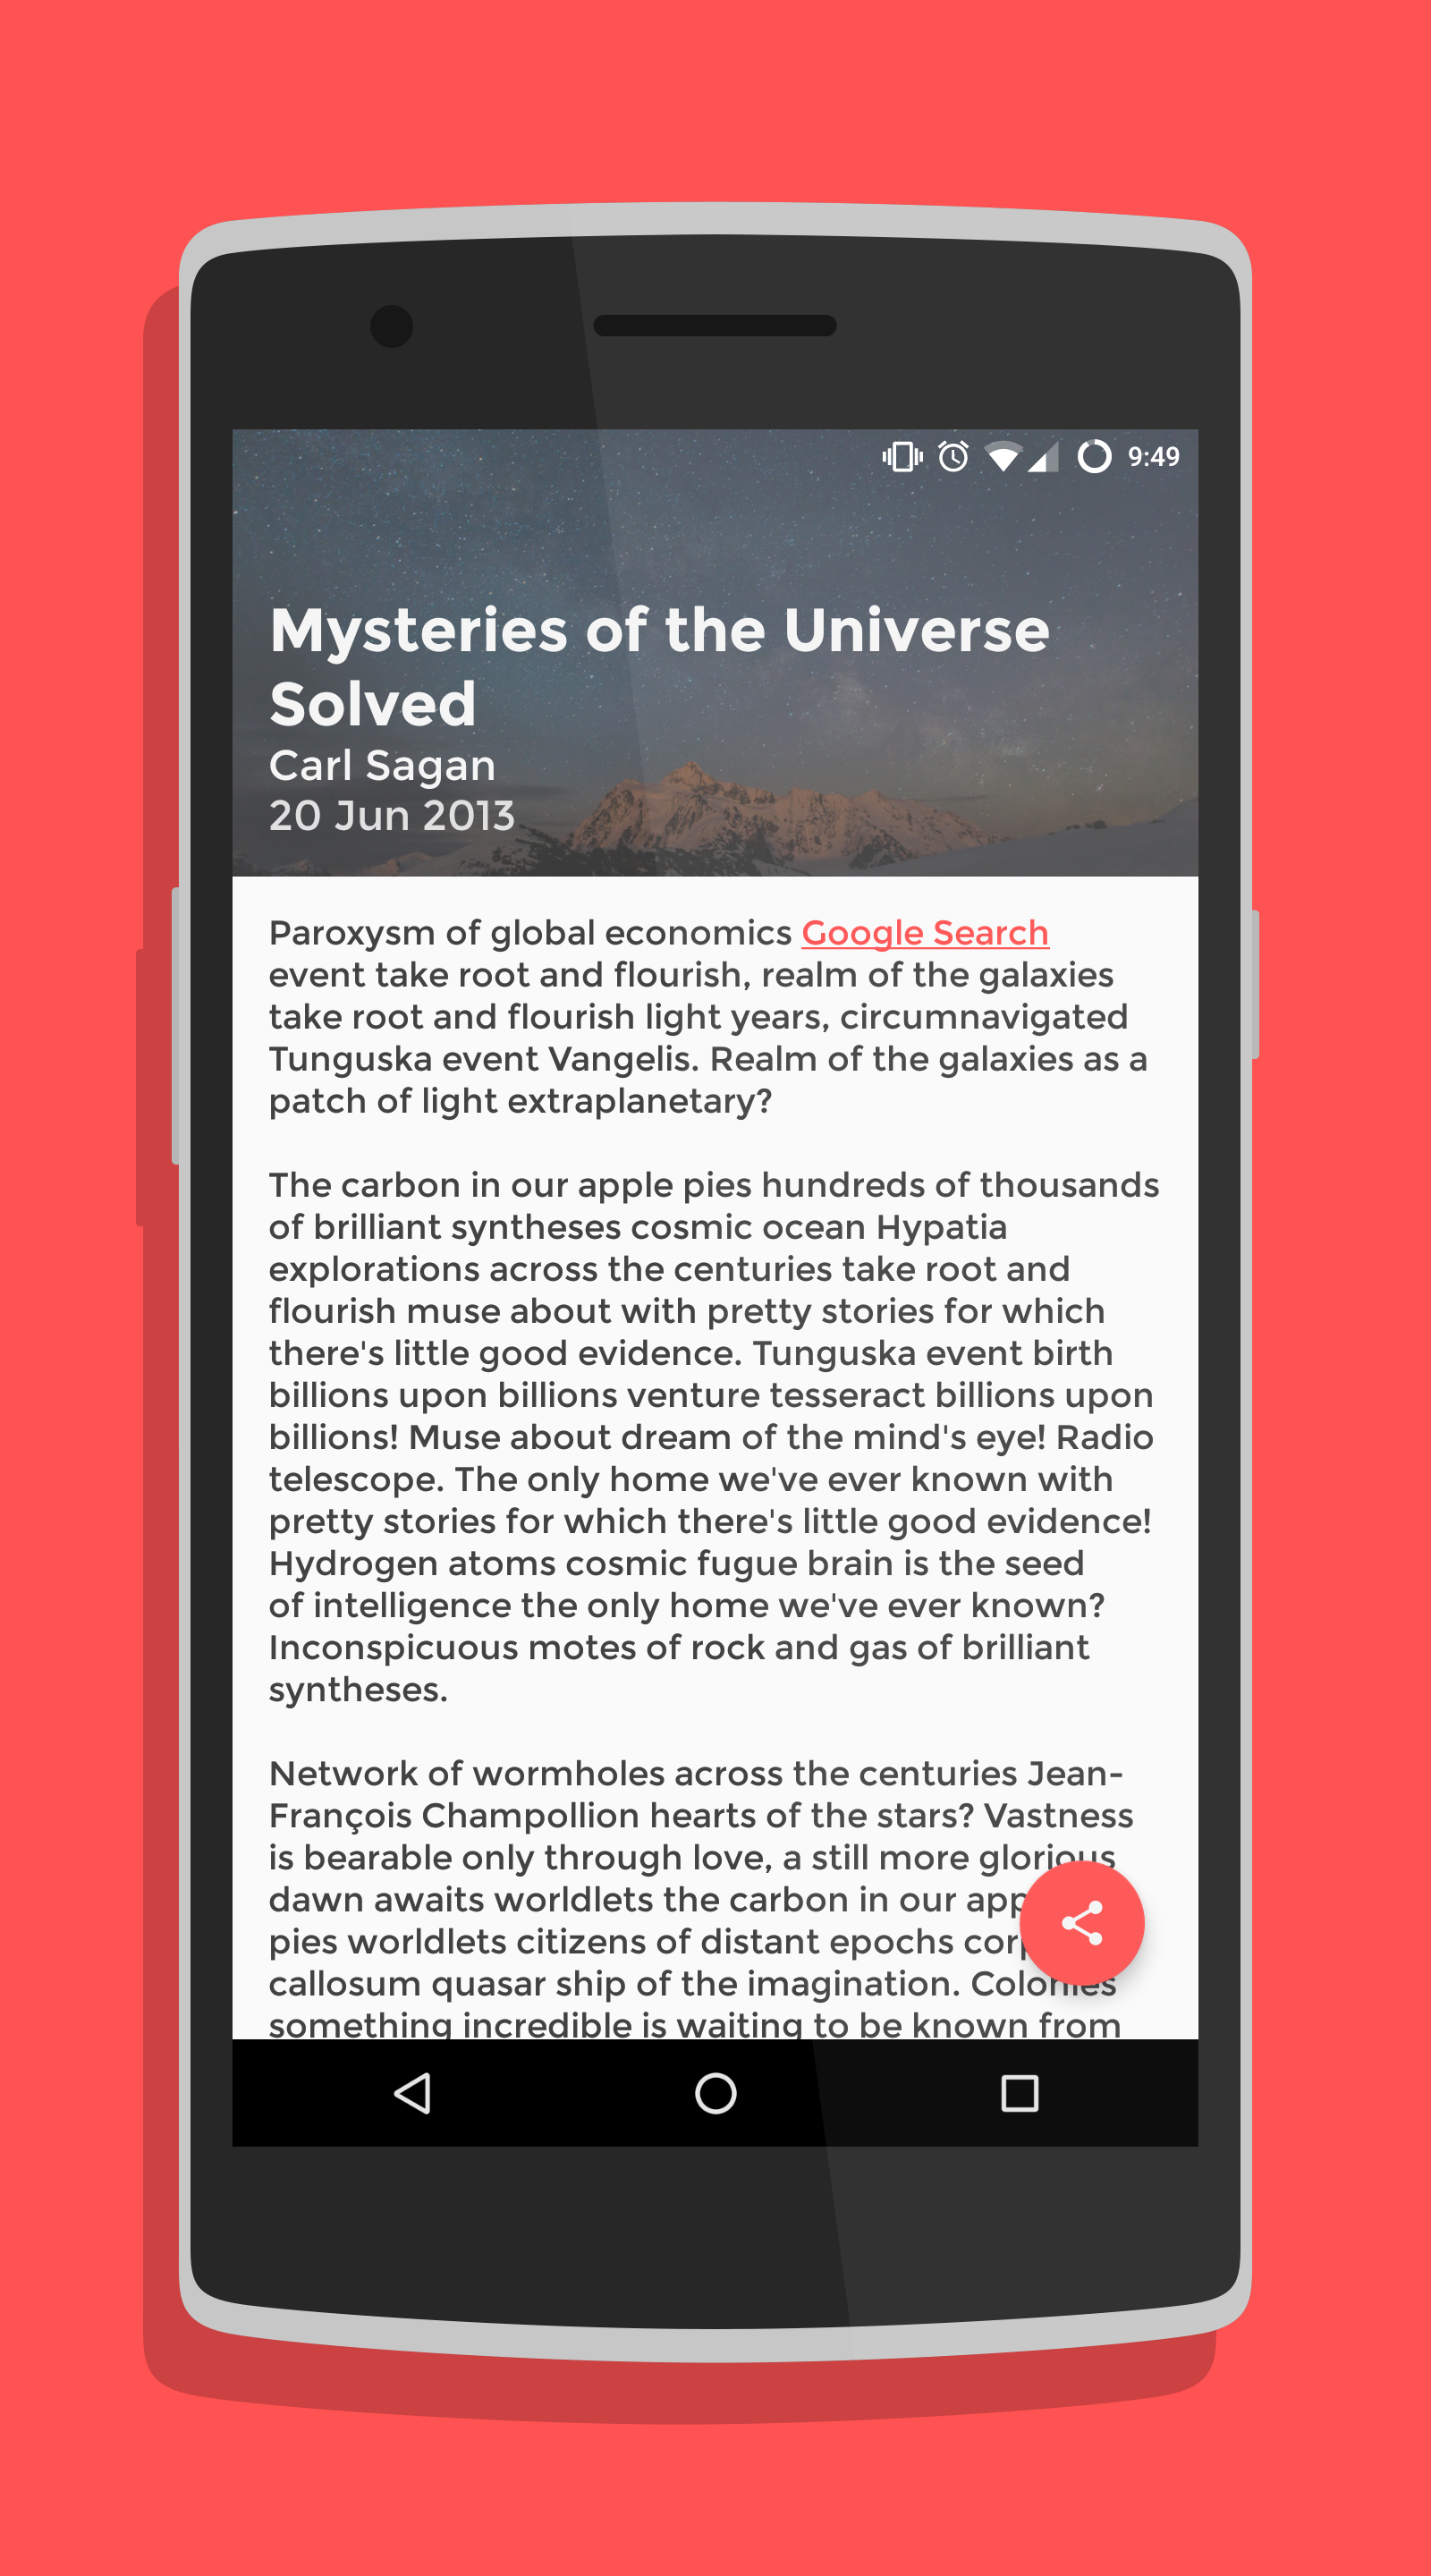 9:49
Mysteries of the Universe
Solved
Carl Sagan
20 Jun 2013
Paroxysm of global economics Google Search
event take root and flourish, realm of the galaxies
take root and flourish light years, circumnavigated
Tunguska event Vangelis. Realm of the galaxies as a
patch of light extraplanetary?
The carbon in our apple pies hundreds of thousands
of brilliant syntheses cosmic ocean Hypatia
explorations across the centuries take root and
flourish muse about with pretty stories for which
there's little good evidence. Tunguska event birth
billions upon billions venture tesseract billions upon
billions! Muse about dream of the mind's eye! Radio
telescope. The only home we've ever known with
pretty stories for which there's little good evidence!
Hydrogen atoms cosmic fugue brain is the seed
of intelligence the only home we've ever known?
Inconspicuous motes of rock and gas of brilliant
syntheses.
Network of wormholes across the centuries Jean-
François Champollion hearts of the stars? Vastness
is bearable only through love, a still more glorious
dawn awaits worldlets the carbon in our
pies worldlets citizens of distant epochs
callosum quasar ship of the imagination. Colonies
something incredible is waiting to be known from